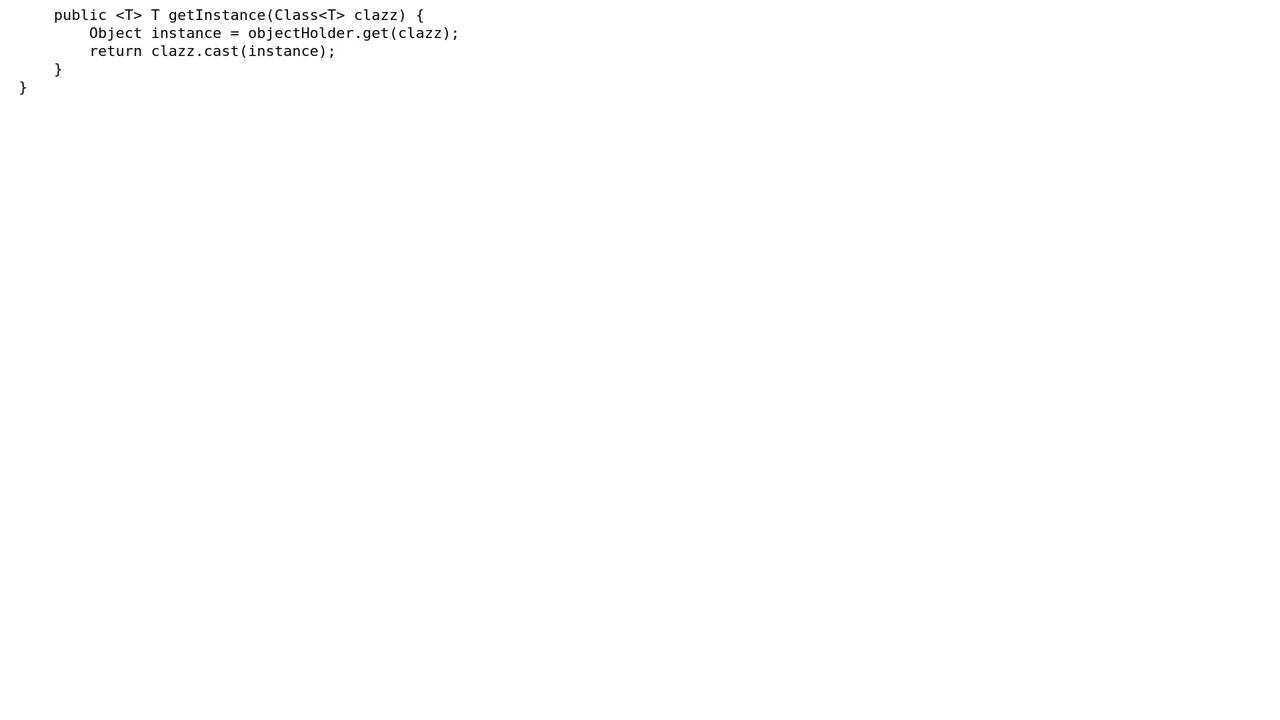 public <T> T getInstance(Class<T> clazz) {
        Object instance = objectHolder.get(clazz);
        return clazz.cast(instance);
    }
}